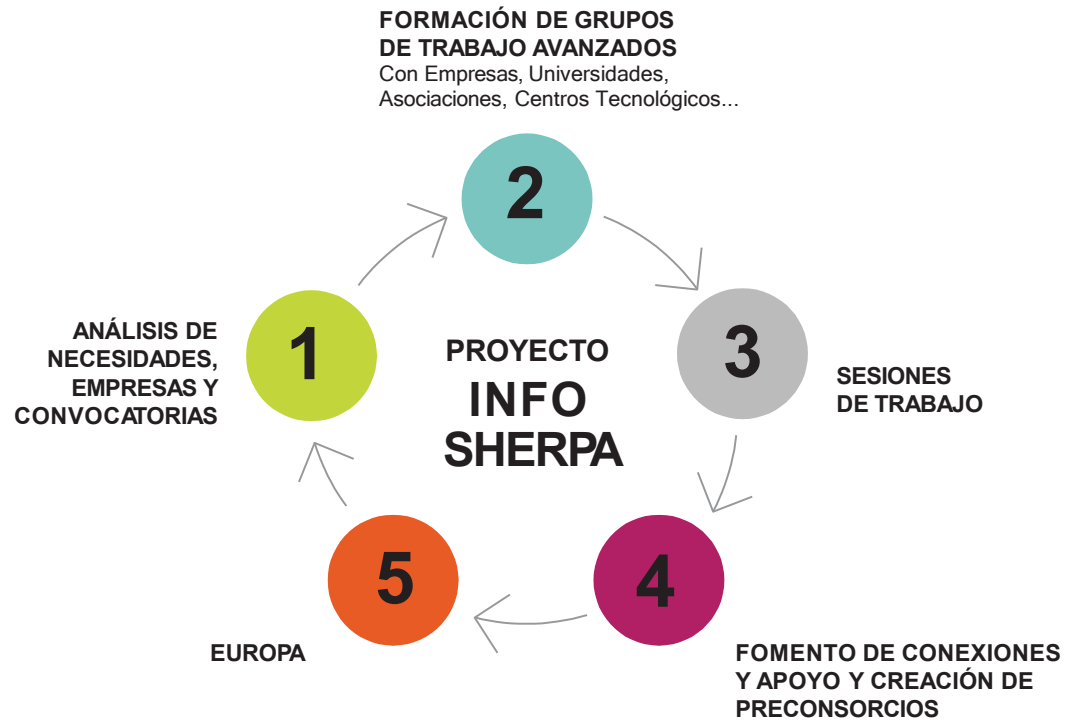 FORMACIÓN DE GRUPOS
DE TRABAJO AVANZADOS
Con Empresas, Universidades,
Asociaciones, Centros Tecnológicos...
2
1
ANÁLISIS DE
NECESIDADES,
EMPRESAS Y
CONVOCATORIAS
PROYECTO
INFO
SHERPA
3
SESIONES
DE TRABAJO
5
EUROPA
4
FOMENTO DE CONEXIONES
Y APOYO Y CREACIÓN DE
PRECONSORCIOS